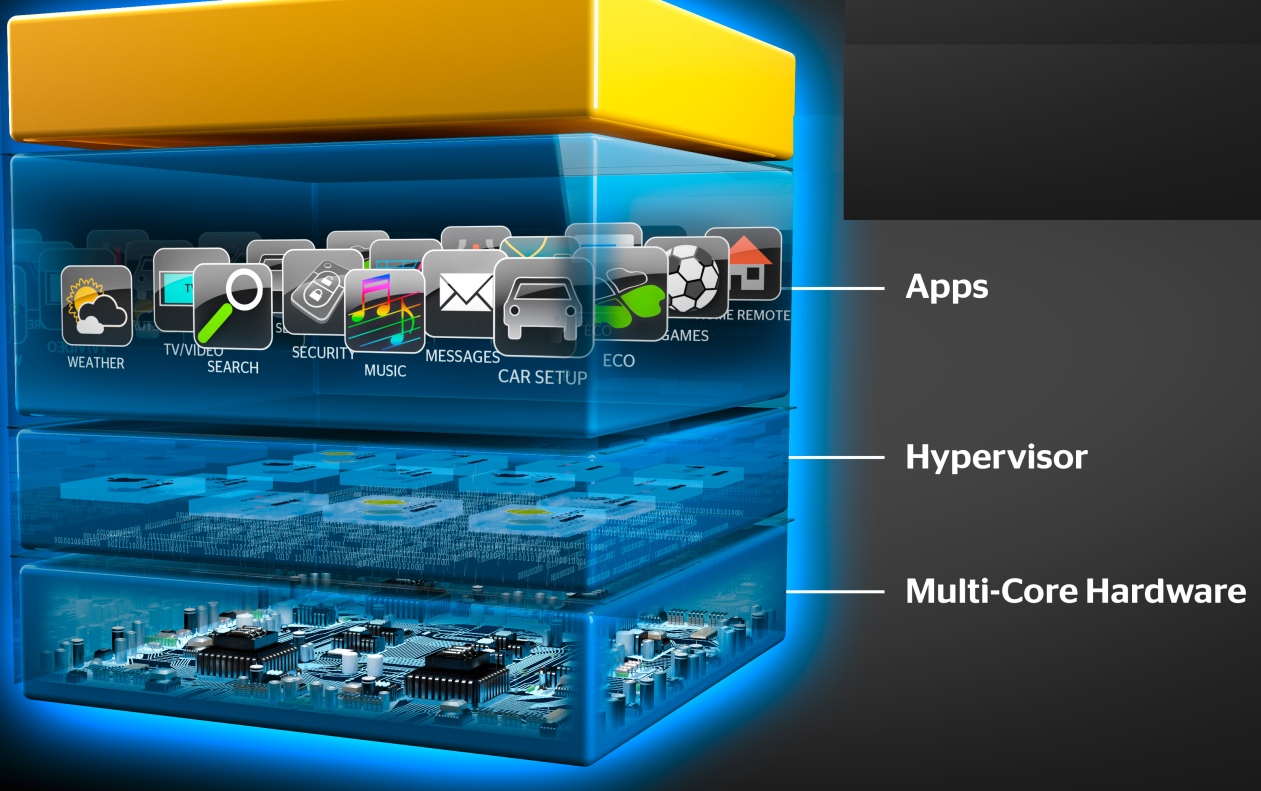 Apps
WEATHER
TV/VIDEO
SEARCH
SECURITY
MUSIC
MESSAGES
CAR SETUP
ECO
GAMES
REMOTE
Hypervisor
Multi-Core Hardware